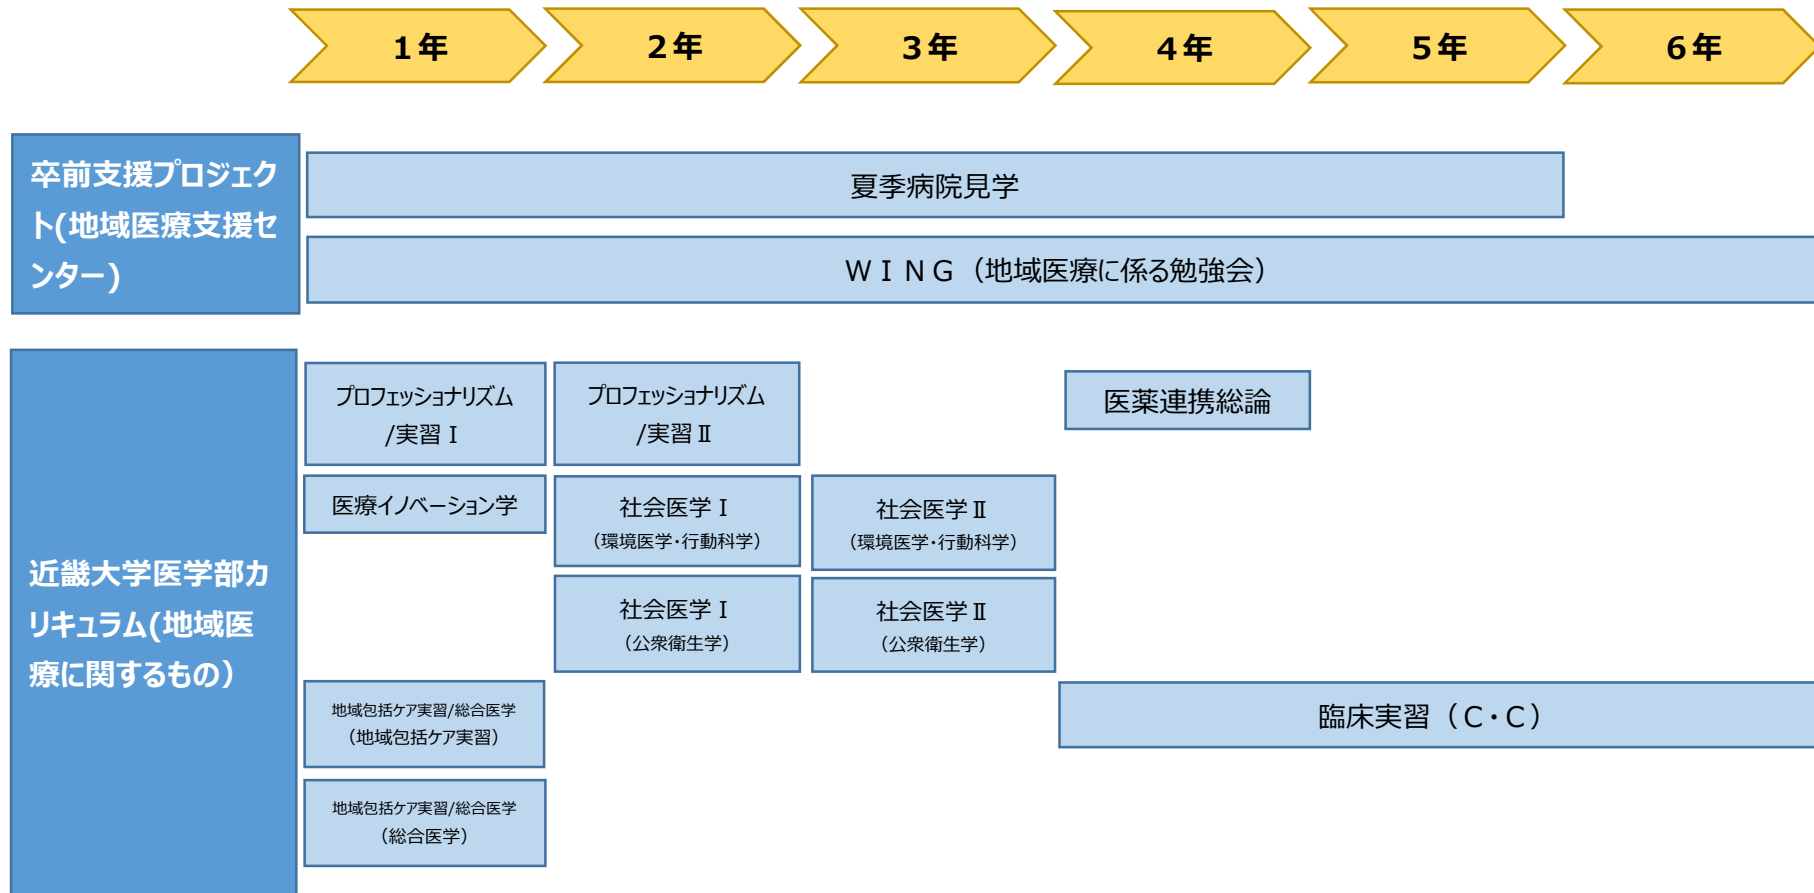 1年
2年
3年
4年
5年
6年
卒前支援プロジェク
ト(地域医療支援セ
ンター)
夏季病院見学
ＷＩＮＧ（地域医療に係る勉強会）
近畿大学医学部カ
リキュラム(地域医
療に関するもの）
プロフェッショナリズム
/実習Ⅰ
プロフェッショナリズム
/実習Ⅱ
医薬連携総論
医療イノベーション学
社会医学Ⅰ
（環境医学・行動科学）
社会医学Ⅱ
（環境医学・行動科学）
社会医学Ⅰ
（公衆衛生学）
社会医学Ⅱ
（公衆衛生学）
地域包括ケア実習/総合医学
（地域包括ケア実習）
臨床実習（Ｃ・Ｃ）
地域包括ケア実習/総合医学
（総合医学）